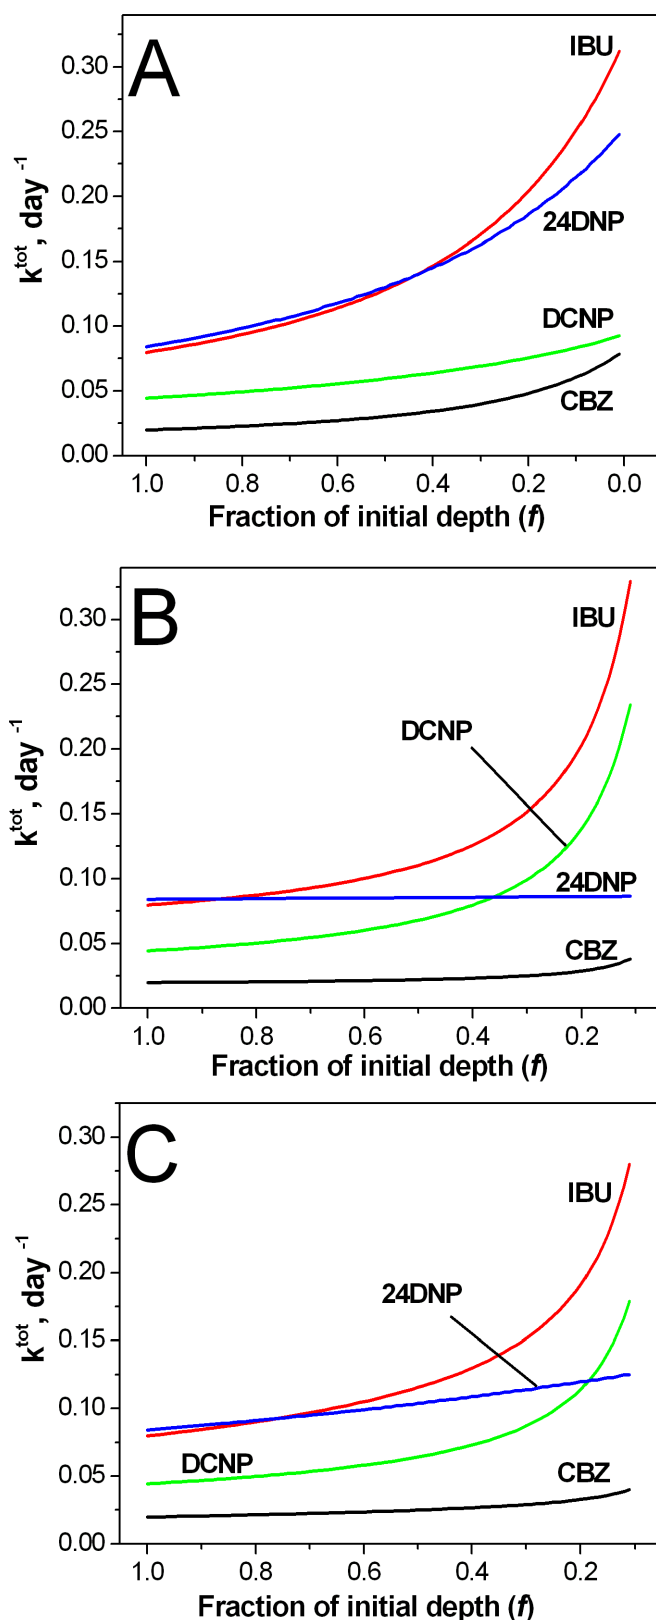 A
IBU
24DNP
DCNP
CBZ
0.30
0.25
0.20
0.15
0.10
0.05
0.00
k^tot, day^-1
1.0 0.8 0.6 0.4 0.2 0.0
Fraction of initial depth (f)
B
IBU
DCNP
24DNP
CBZ
0.30
0.25
0.20
0.15
0.10
0.05
0.00
k^tot, day^-1
1.0 0.8 0.6 0.4 0.2
Fraction of initial depth (f)
C
IBU
24DNP
DCNP
CBZ
0.30
0.25
0.20
0.15
0.10
0.05
0.00
k^tot, day^-1
1.0 0.8 0.6 0.4 0.2
Fraction of initial depth (f)